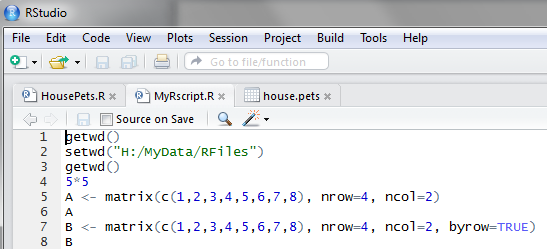 RStudio
File Edit Code View Plots Session Project Build Tools Help
Go to file/function
HousePets.R MyRscript.R house.pets
Source on Save
1 getwd()
2 setwd("H:/MyData/RFiles")
3 getwd()
4 5*5
5 A <- matrix(c(1,2,3,4,5,6,7,8), nrow=4, ncol=2)
6 A
7 B <- matrix(c(1,2,3,4,5,6,7,8), nrow=4, ncol=2, byrow=TRUE)
8 B